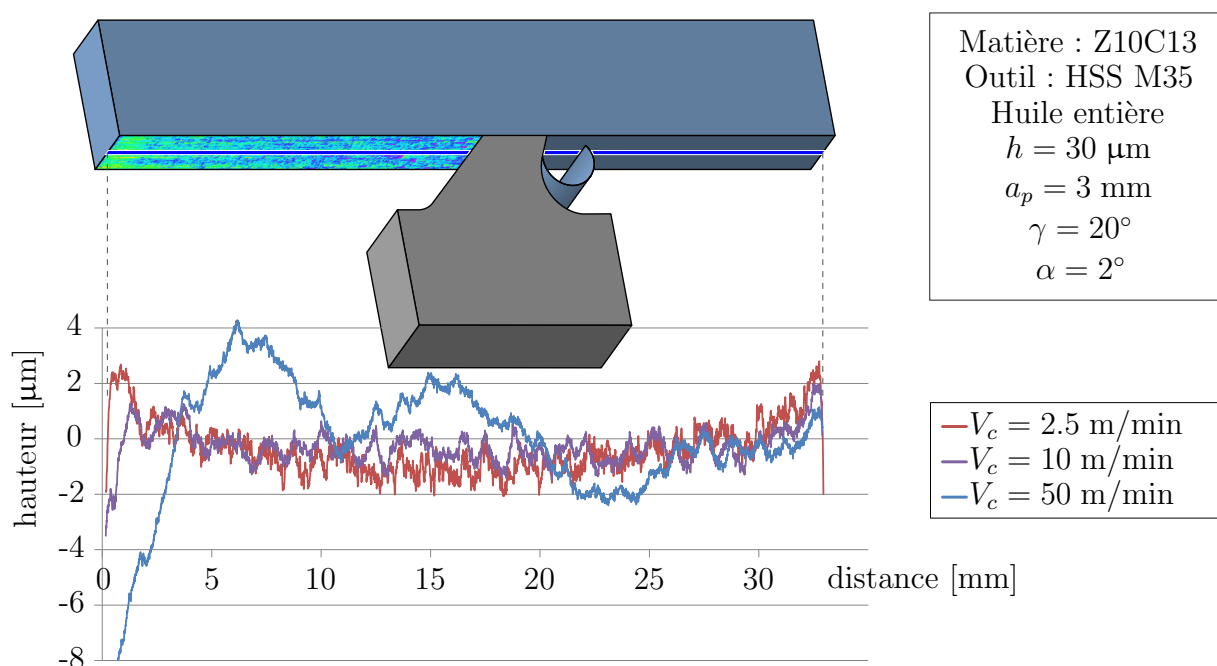 Matière : Z10C13
Outil : HSS M35
Huile entière
h = 30 μm
a_p = 3 mm
γ = 20°
α = 2°
hauteur [μm]
4
2
0
-2
-4
-6
-8
0 5 10 15 20 25 30
distance [mm]
V_c = 2.5 m/min
V_c = 10 m/min
V_c = 50 m/min